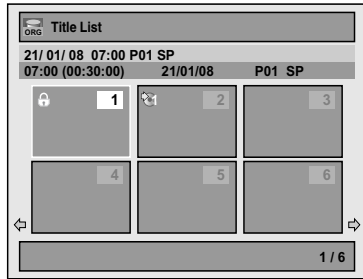 ORG Title List
21/ 01/ 08 07:00 P01 SP
07:00 (00:30:00) 21/01/08 P01 SP
1 2 3
4 5 6
1 / 6